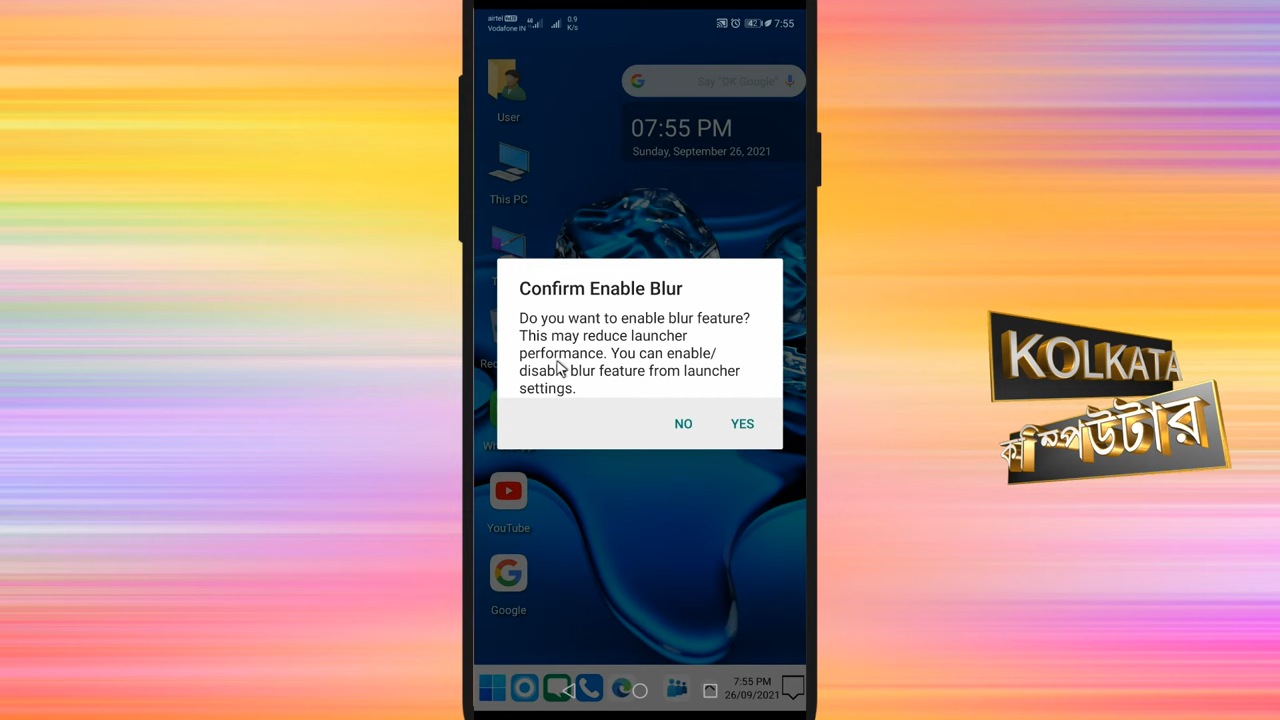 airtel VoLTE
Vodafone IN
4G
0.9
K/s
42
7:55
User
Say "OK Google"
07:55 PM
Sunday, September 26, 2021
This PC
Confirm Enable Blur
Do you want to enable blur feature?
This may reduce launcher
performance. You can enable/
disable blur feature from launcher
settings.
NO
YES
YouTube
Google
7:55 PM
26/09/2021
KOLKATA
কম্পিউটার